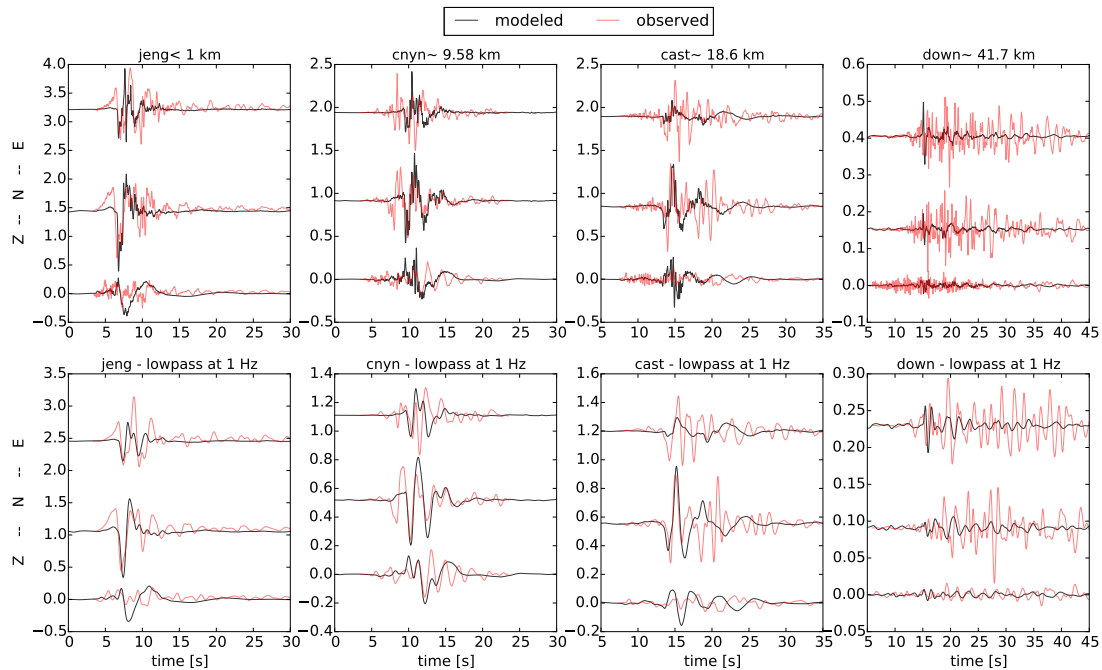 modeled observed
jeng< 1 km cnyn~ 9.58 km cast~ 18.6 km down~ 41.7 km
4.0 3.5 3.0 2.5 2.0 1.5 1.0 0.5 0.0 −0.5
Z -- N -- E
0 5 10 15 20 25 30
2.5 2.0 1.5 1.0 0.5 0.0 −0.5
0 5 10 15 20 25 30
2.5 2.0 1.5 1.0 0.5 0.0 −0.5
5 10 15 20 25 30 35
0.6 0.5 0.4 0.3 0.2 0.1 0.0 −0.1
5 10 15 20 25 30 35 40 45
jeng - lowpass at 1 Hz cnyn - lowpass at 1 Hz cast - lowpass at 1 Hz down - lowpass at 1 Hz
3.5 3.0 2.5 2.0 1.5 1.0 0.5 0.0 −0.5
Z -- N -- E
0 5 10 15 20 25 30
time [s]
1.4 1.2 1.0 0.8 0.6 0.4 0.2 0.0 −0.2 −0.4
0 5 10 15 20 25 30
time [s]
1.6 1.4 1.2 1.0 0.8 0.6 0.4 0.2 0.0 −0.2
5 10 15 20 25 30 35
time [s]
0.30 0.25 0.20 0.15 0.10 0.05 0.00 −0.05
5 10 15 20 25 30 35 40 45
time [s]